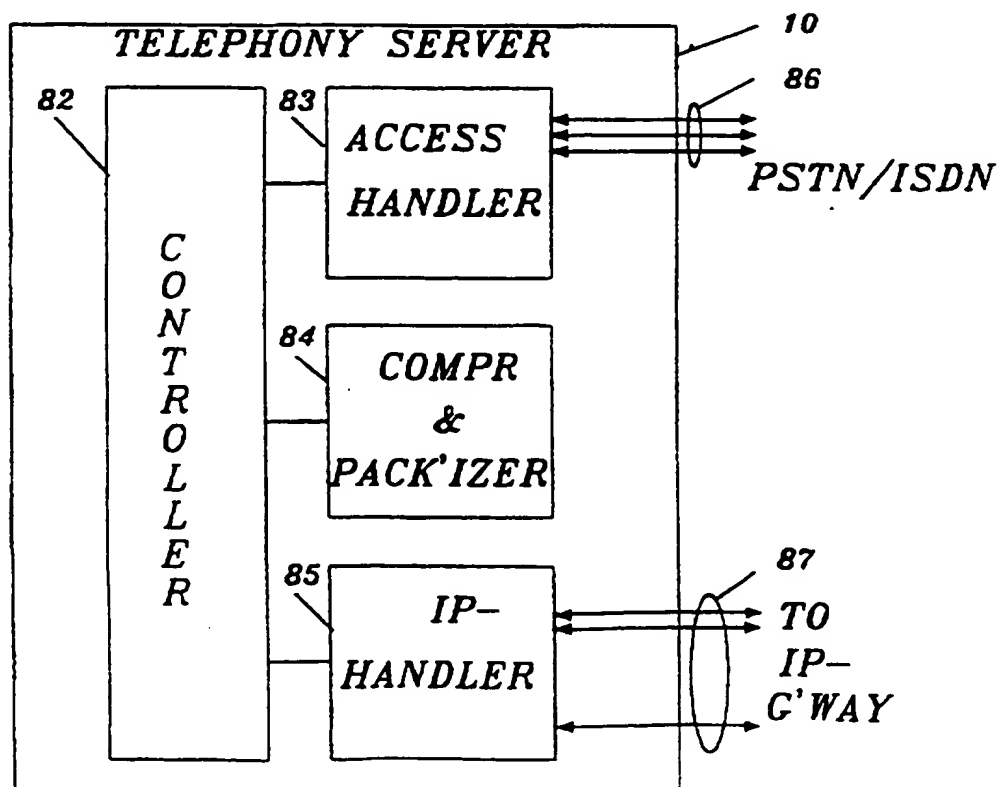 TELEPHONY SERVER
10
86
82
83
ACCESS
HANDLER
PSTN/ISDN
CONTROLLER
84
COMPR
&
PACK'IZER
85
IP-
HANDLER
87
TO
IP-
G'WAY